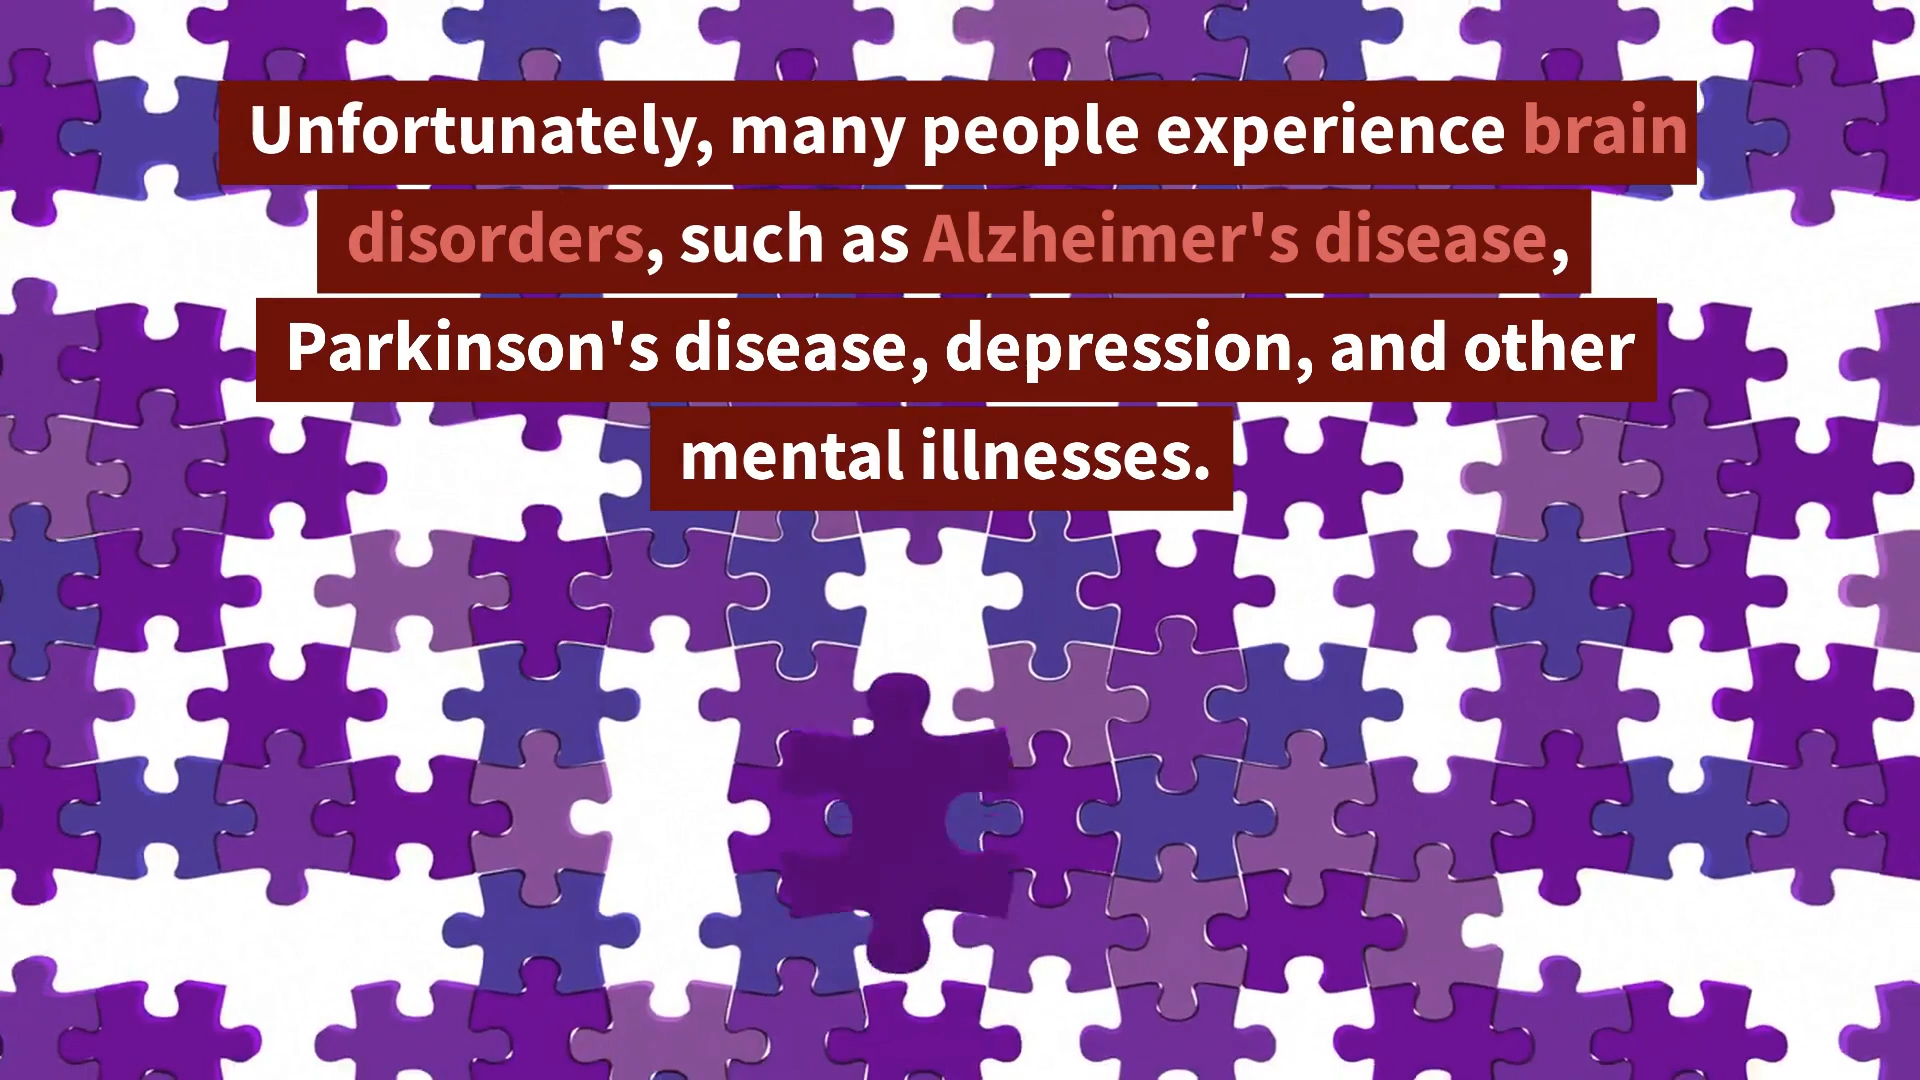 Unfortunately, many people experience brain
disorders, such as Alzheimer's disease,
Parkinson's disease, depression, and other
mental illnesses.